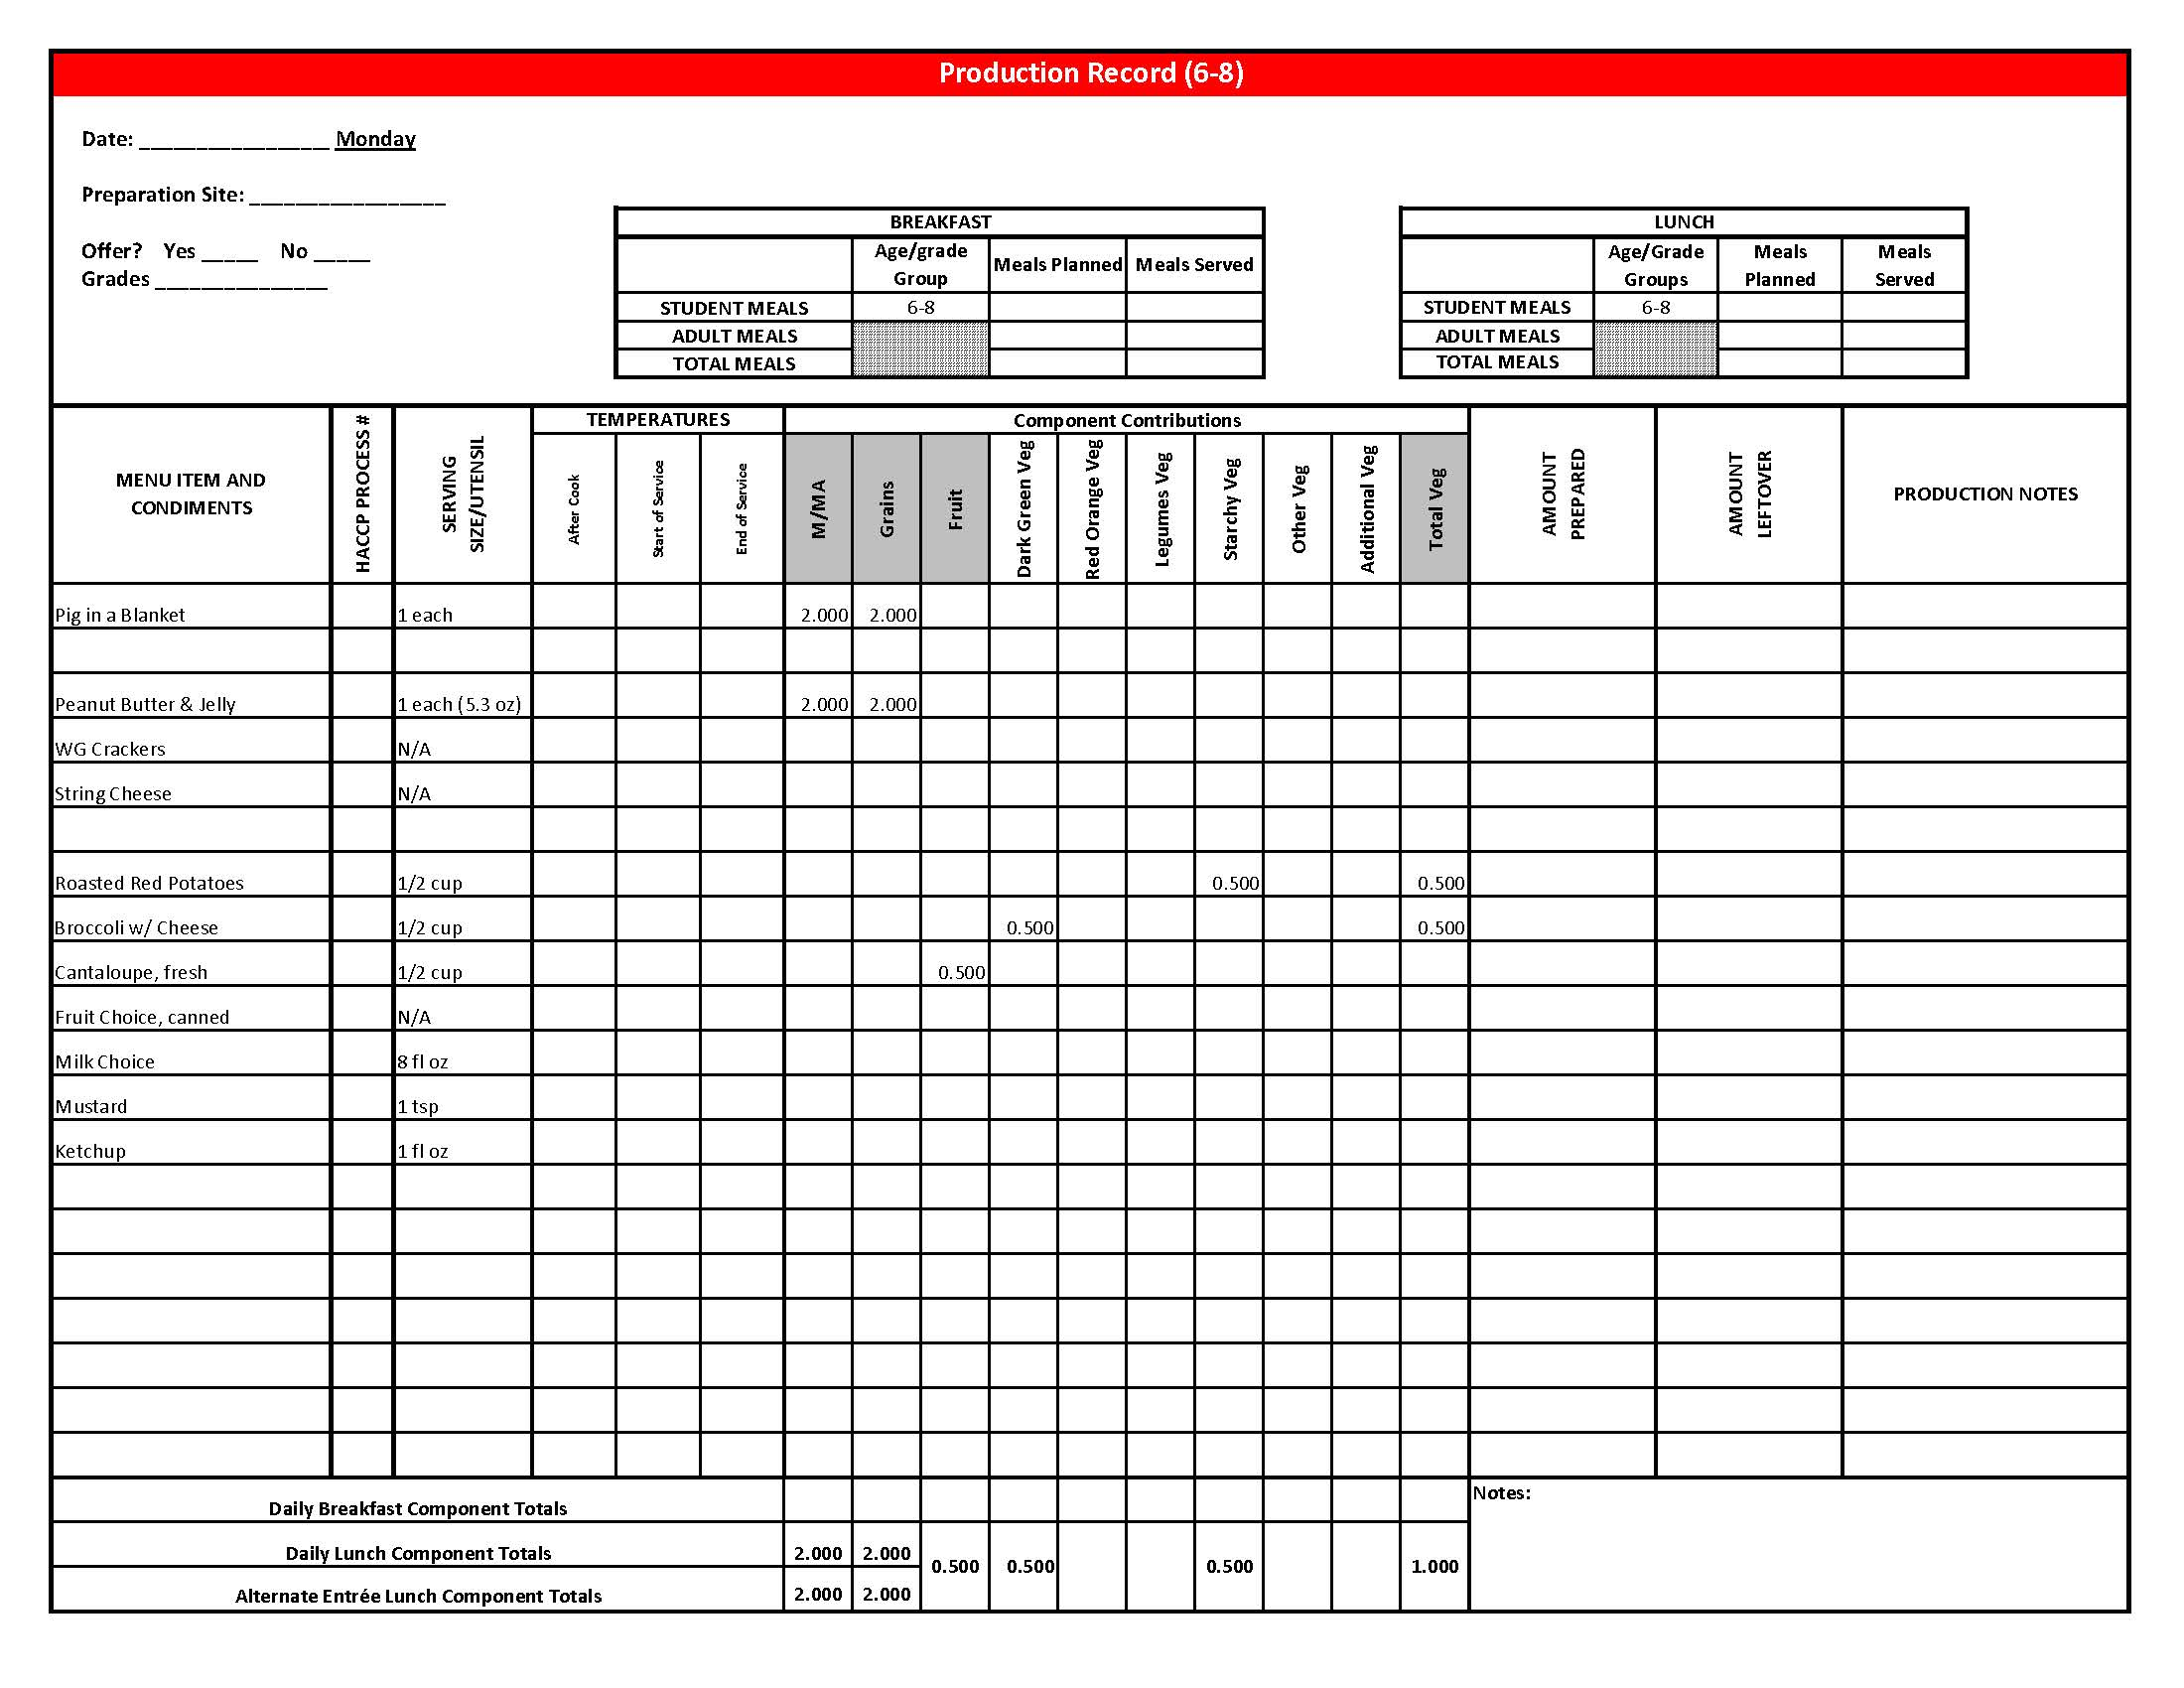 Production Record (6-8)
Date: _________________ Monday
Preparation Site: _________________
Offer? Yes _____ No _____
Grades _______________
BREAKFAST
Age/grade Group Meals Planned Meals Served
STUDENT MEALS 6-8
ADULT MEALS
TOTAL MEALS
LUNCH
Age/Grade Groups Meals Planned Meals Served
STUDENT MEALS 6-8
ADULT MEALS
TOTAL MEALS
MENU ITEM AND CONDIMENTS
HACCP PROCESS #
SERVING SIZE/UTENSIL
TEMPERATURES
After Cook
Start of Service
End of Service
Component Contributions
M/MA
Grains
Fruit
Dark Green Veg
Red Orange Veg
Legumes Veg
Starchy Veg
Other Veg
Additional Veg
Total Veg
AMOUNT PREPARED
AMOUNT LEFTOVER
PRODUCTION NOTES
Pig in a Blanket 1 each 2.000 2.000
Peanut Butter & Jelly 1 each (5.3 oz) 2.000 2.000
WG Crackers N/A
String Cheese N/A
Roasted Red Potatoes 1/2 cup 0.500 0.500
Broccoli w/ Cheese 1/2 cup 0.500 0.500
Cantaloupe, fresh 1/2 cup 0.500
Fruit Choice, canned N/A
Milk Choice 8 fl oz
Mustard 1 tsp
Ketchup 1 fl oz
Daily Breakfast Component Totals
Notes:
Daily Lunch Component Totals 2.000 2.000
0.500 0.500 0.500 1.000
Alternate Entrée Lunch Component Totals 2.000 2.000